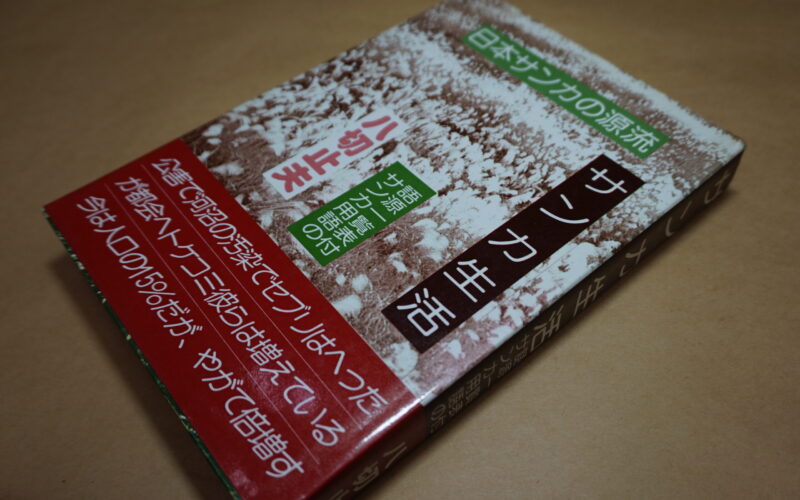 日本サンカの源流
サンカ生活
サンカ用語の
語源一覧表付
八切止夫
公害で河沼の汚染でセブリはへった
が都会へトケコミ彼らは増えている
今は人口の15%だが、やがて倍増す
サンカ生活
八切